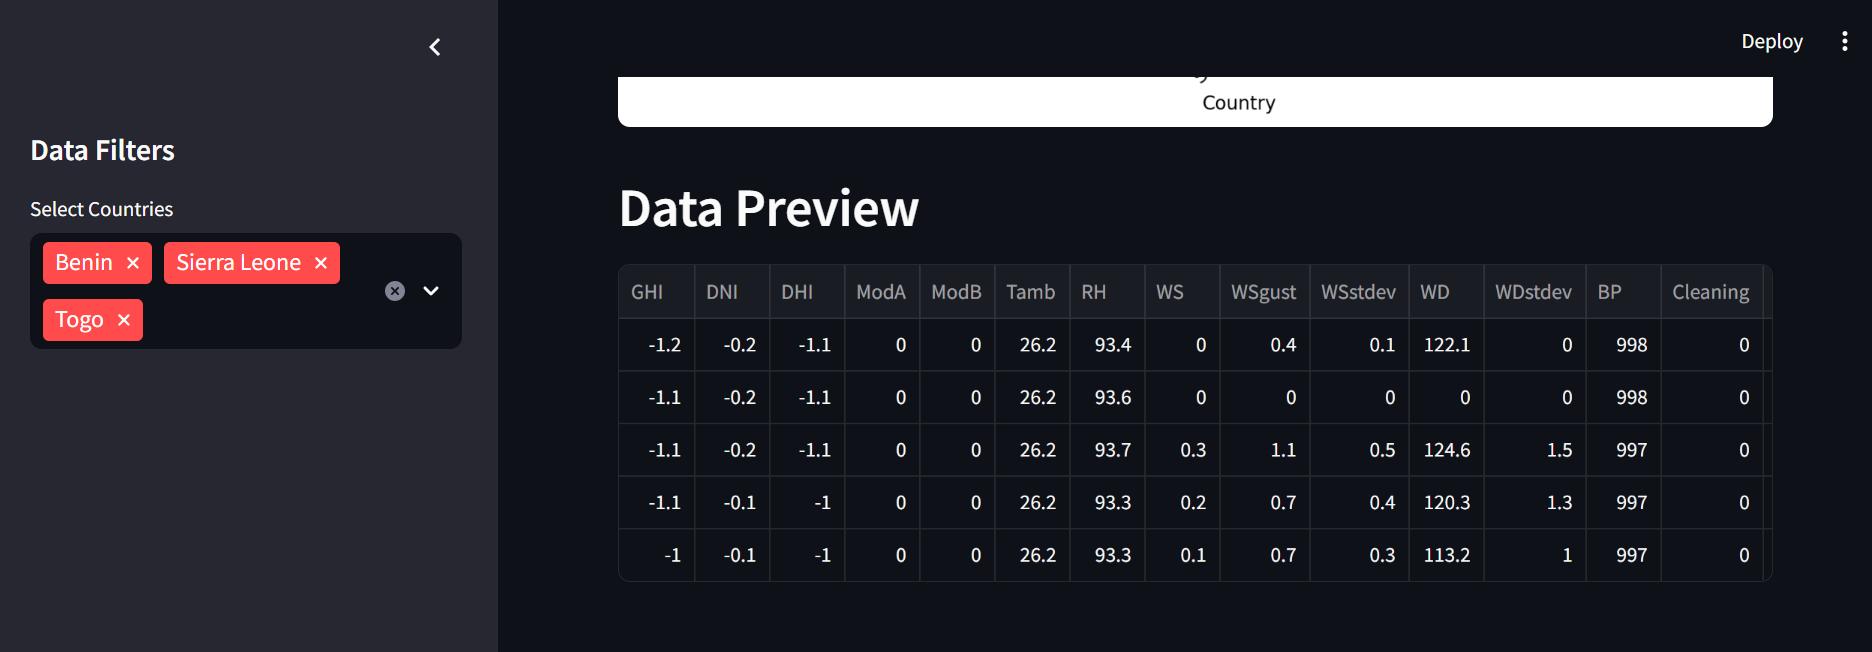 Deploy
Data Filters
Select Countries
Benin ×
Sierra Leone ×
Togo ×
Country
Data Preview
GHI DNI DHI ModA ModB Tamb RH WS WSgust WSstdev WD WDstdev BP Cleaning
-1.2 -0.2 -1.1 0 0 26.2 93.4 0 0.4 0.1 122.1 0 998 0
-1.1 -0.2 -1.1 0 0 26.2 93.6 0 0 0 0 0 998 0
-1.1 -0.2 -1.1 0 0 26.2 93.7 0.3 1.1 0.5 124.6 1.5 997 0
-1.1 -0.1 -1 0 0 26.2 93.3 0.2 0.7 0.4 120.3 1.3 997 0
-1 -0.1 -1 0 0 26.2 93.3 0.1 0.7 0.3 113.2 1 997 0